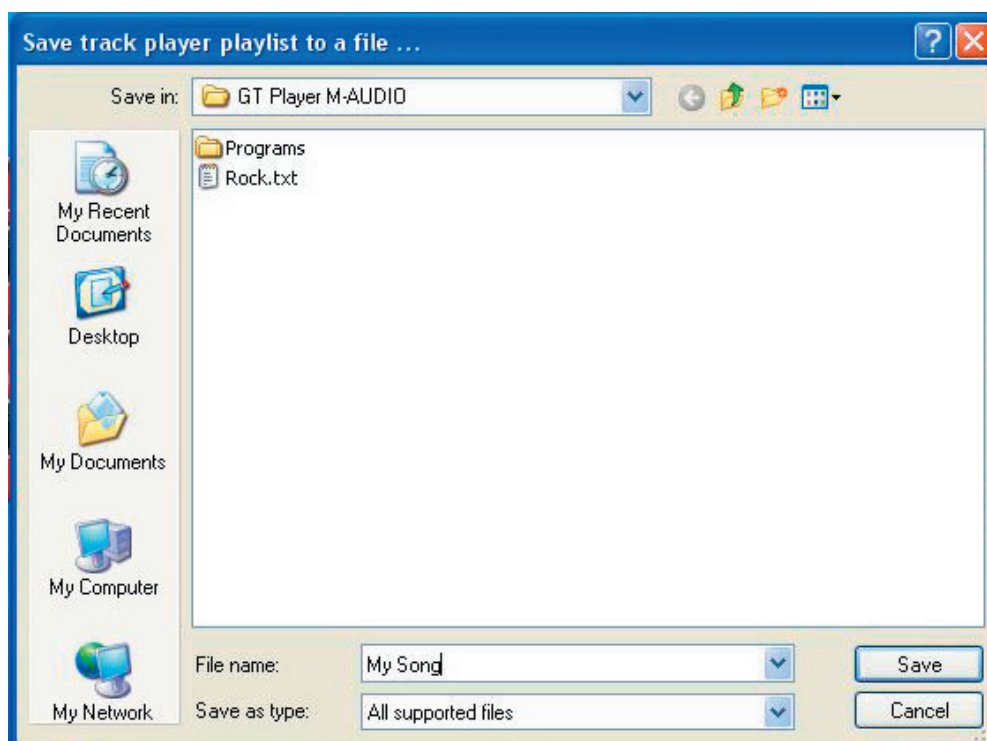 Save track player playlist to a file ...
Save in: GT Player M-AUDIO
Programs
Rock.txt
My Recent
Documents
Desktop
My Documents
My Computer
My Network
File name: My Song Save
Save as type: All supported files Cancel